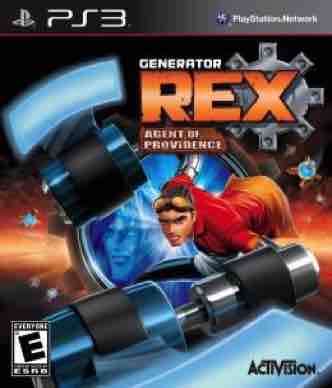 PS3
PlayStation Network
GENERATOR
REX
AGENT OF
PROVIDENCE
EVERYONE
E
ESRB
ACTIVISION